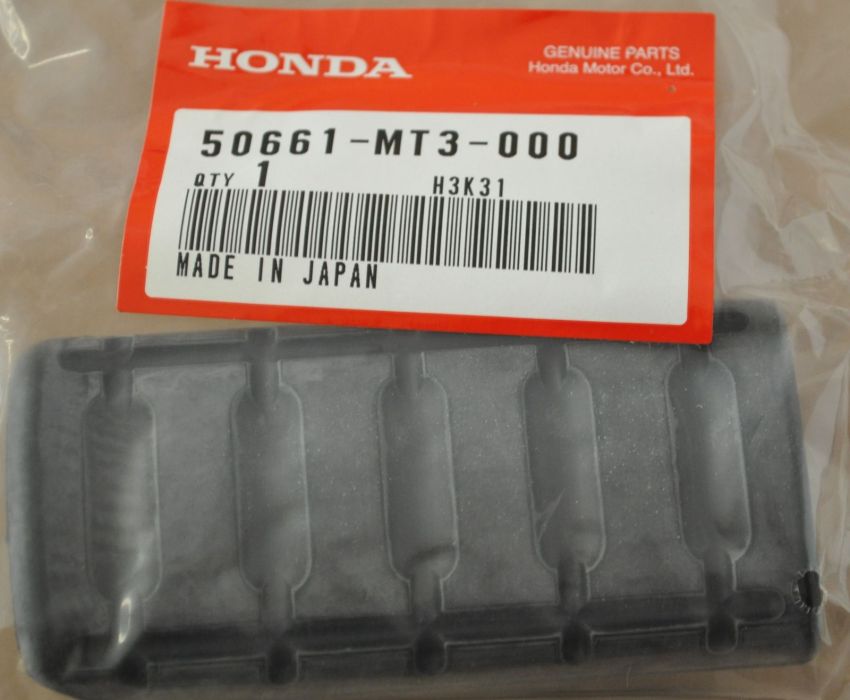 HONDA
GENUINE PARTS
Honda Motor Co., Ltd.
50661-MT3-000
QTY 1 H3K31
MADE IN JAPAN